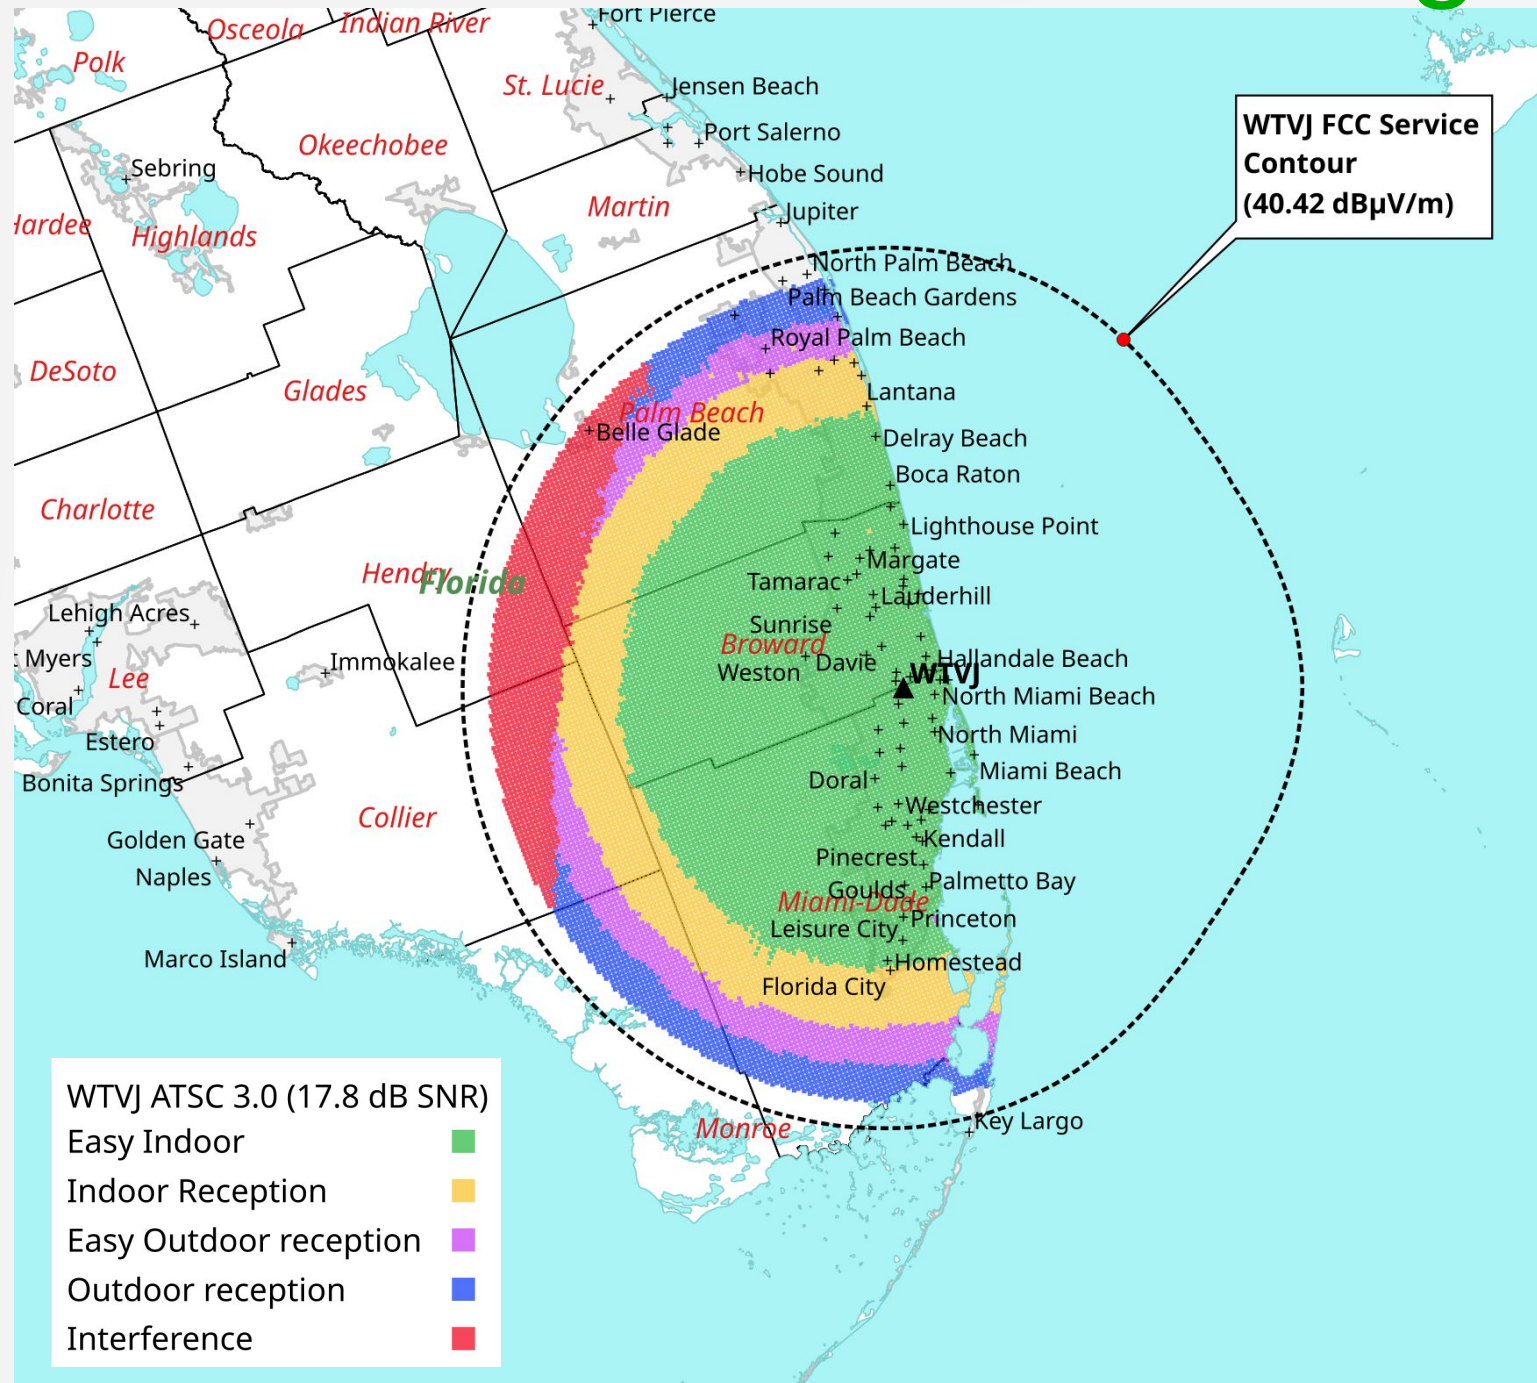 Fort Pierce
Osceola
Indian River
Polk
St. Lucie
Jensen Beach
Port Salerno
Okeechobee
Sebring
Hobe Sound
Martin
Jupiter
Hardee
Highlands
WTVJ FCC Service
Contour
(40.42 dBµV/m)
North Palm Beach
Palm Beach Gardens
Royal Palm Beach
DeSoto
Glades
Lantana
Palm Beach
Belle Glade
Delray Beach
Boca Raton
Charlotte
Lighthouse Point
Margate
Hendry
Florida
Tamarac
Lauderhill
Lehigh Acres
Sunrise
Broward
t Myers
Immokalee
Weston
Davie
Hallandale Beach
Lee
WTVJ
North Miami Beach
Coral
North Miami
Estero
Miami Beach
Bonita Springs
Doral
Westchester
Collier
Golden Gate
Kendall
Pinecrest
Naples
Goulds
Palmetto Bay
Miami-Dade
Princeton
Leisure City
Marco Island
Homestead
Florida City
Key Largo
Monroe
WTVJ ATSC 3.0 (17.8 dB SNR)
Easy Indoor
Indoor Reception
Easy Outdoor reception
Outdoor reception
Interference